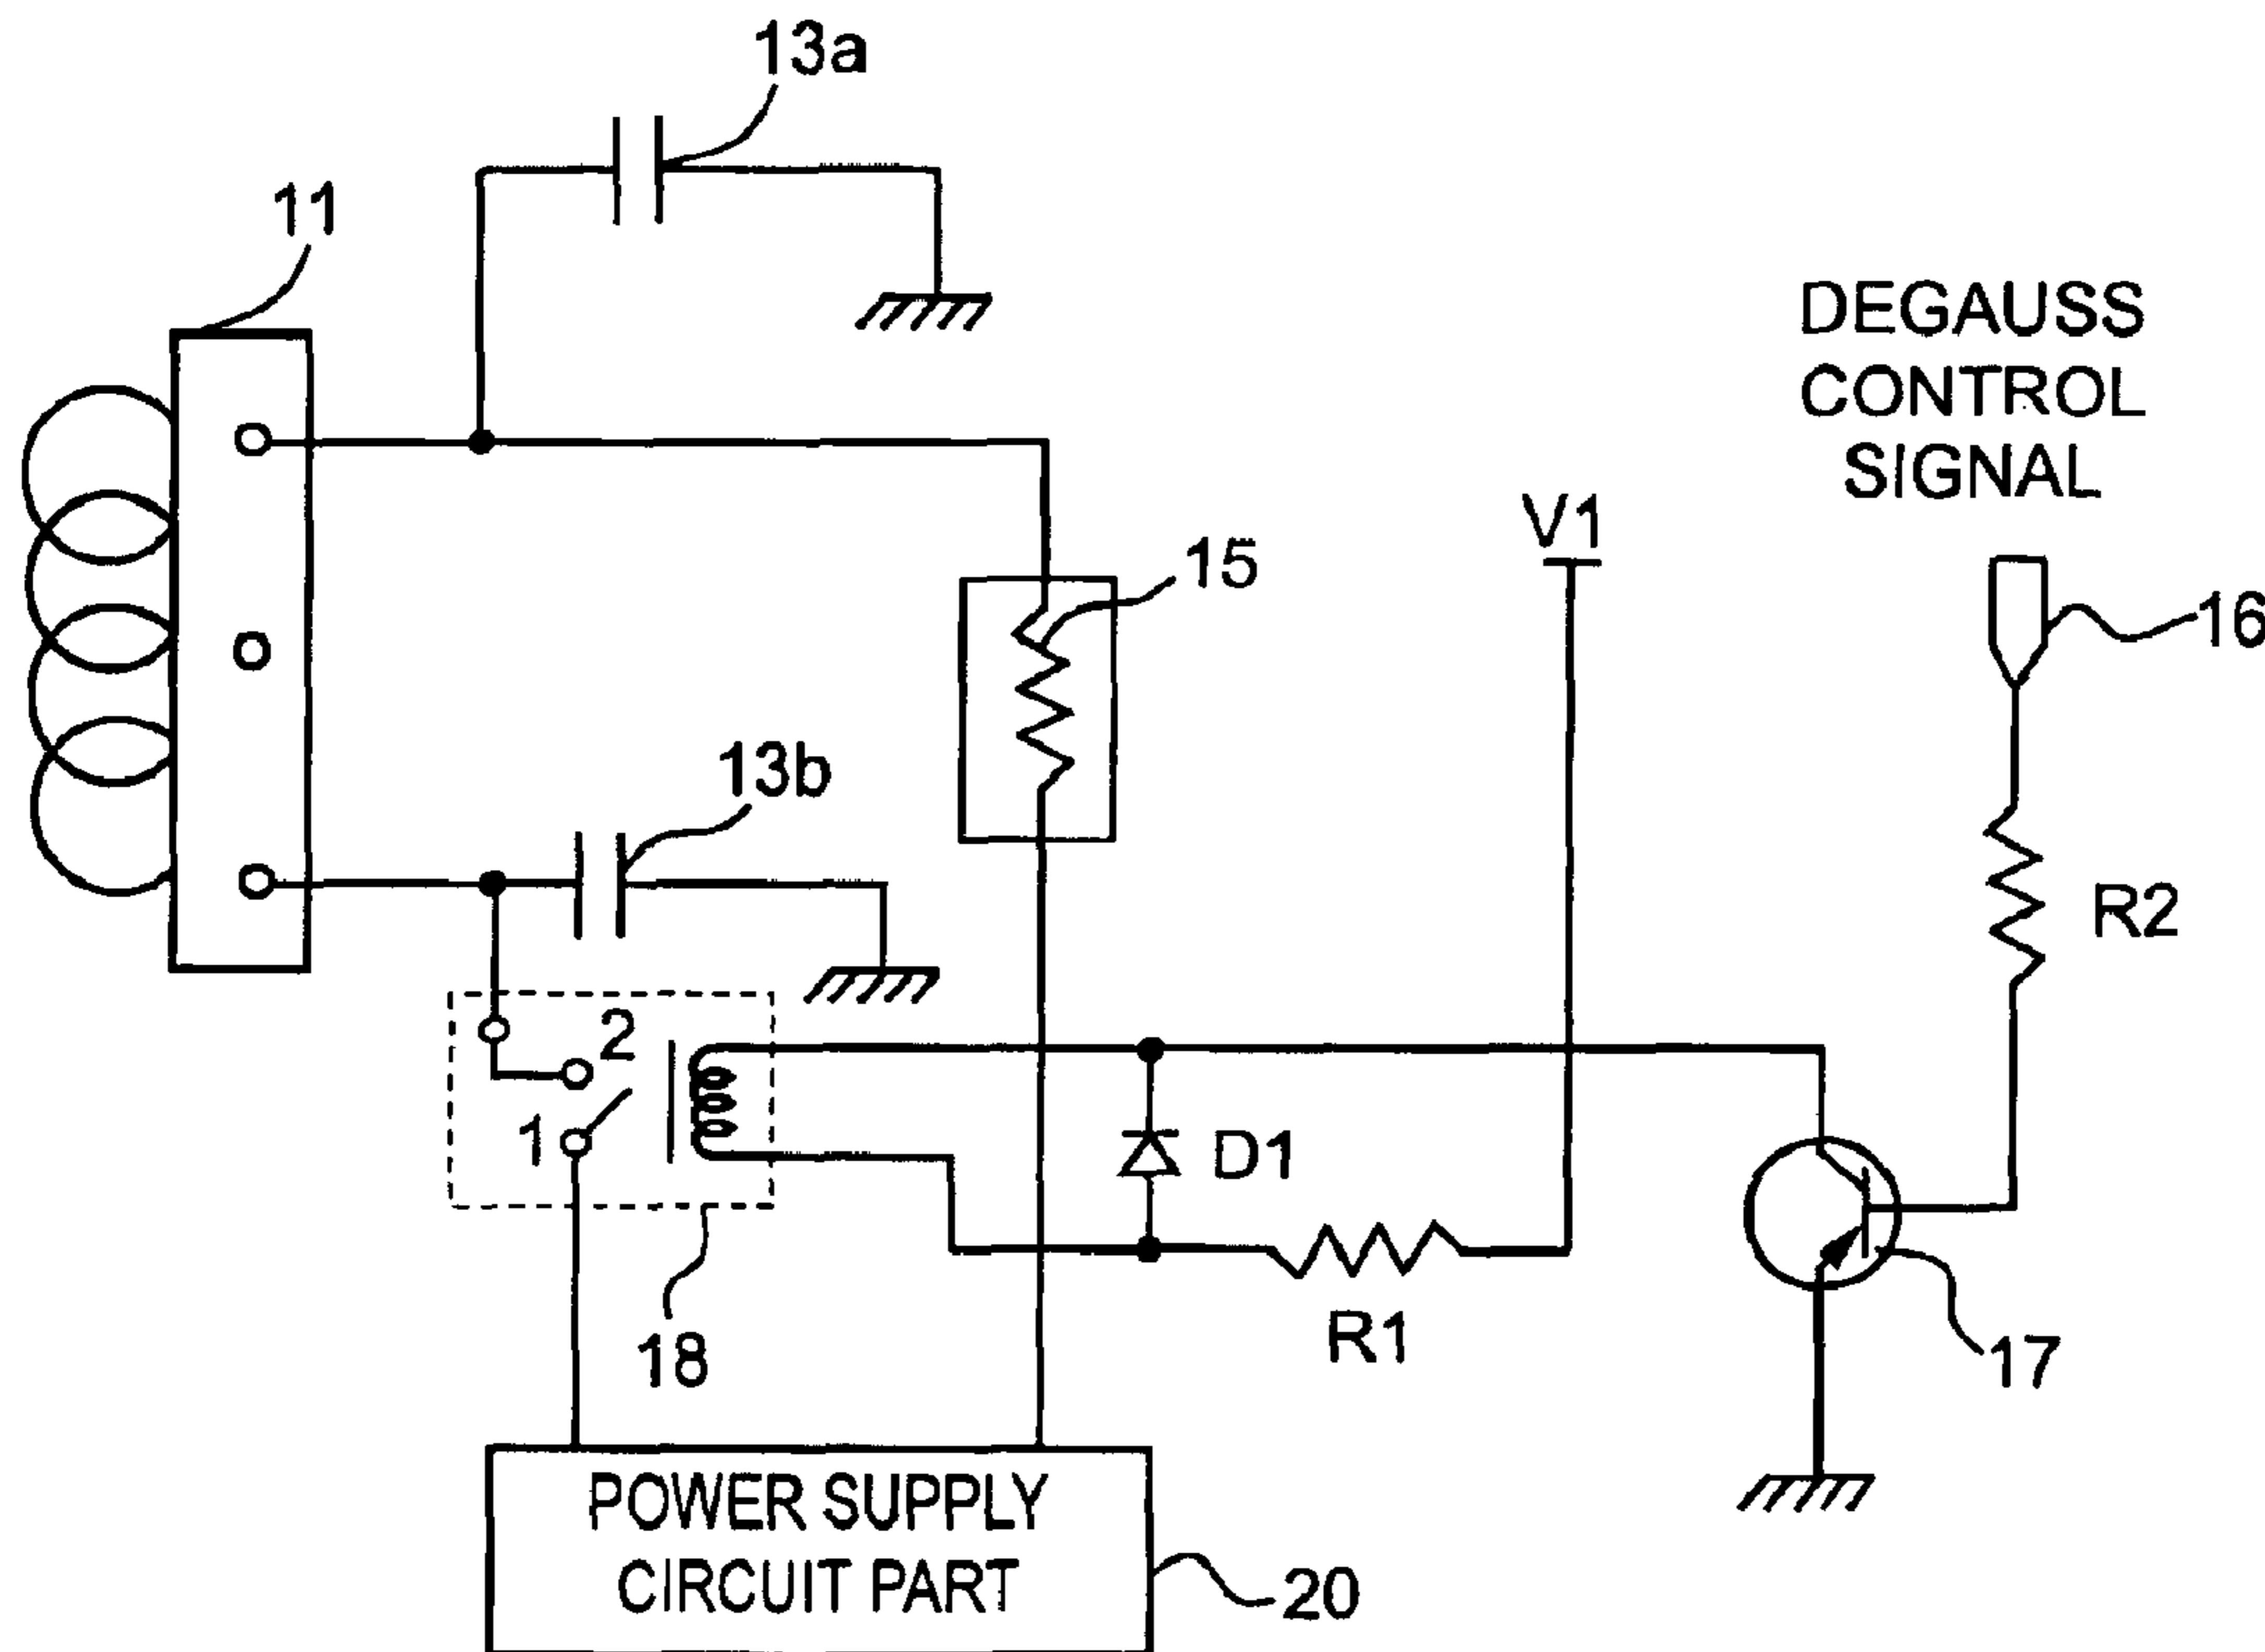 13a
11
DEGAUSS
CONTROL
SIGNAL
V1
15
16
13b
R2
2
1
D1
18
R1
17
POWER SUPPLY
CIRCUIT PART
20